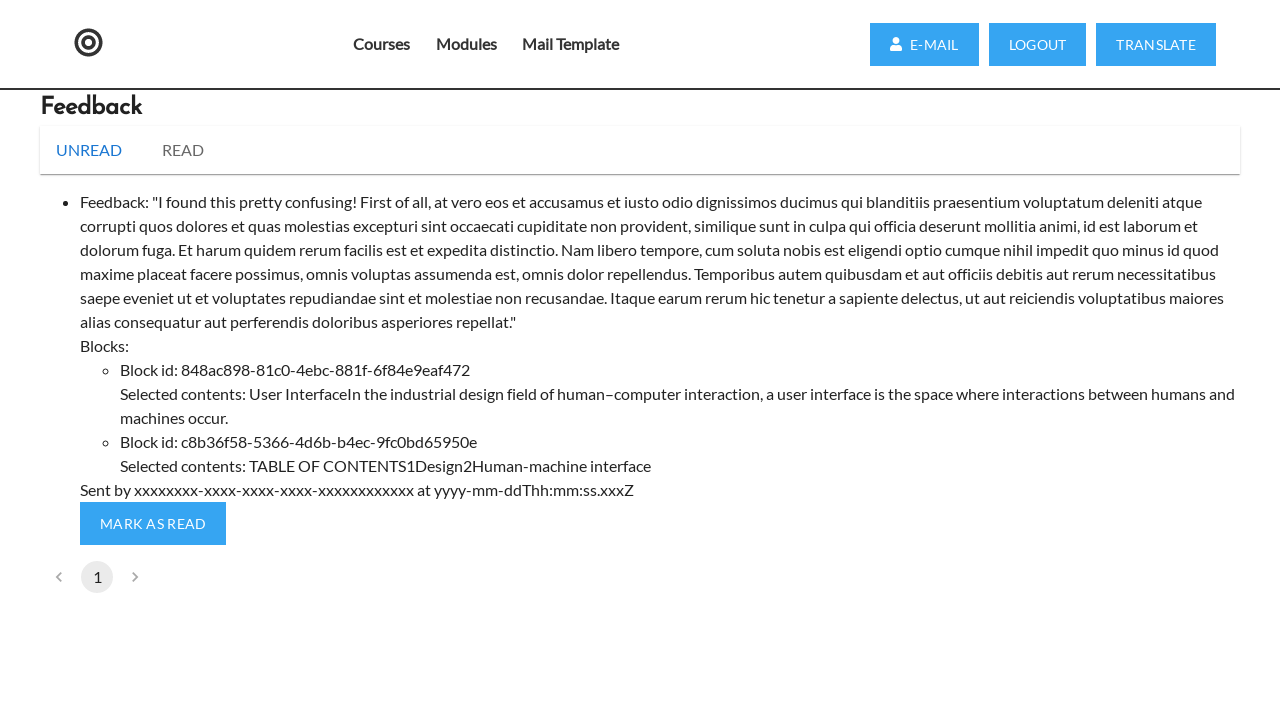 Courses Modules Mail Template E-MAIL LOGOUT TRANSLATE
Feedback
UNREAD READ
Feedback: "I found this pretty confusing! First of all, at vero eos et accusamus et iusto odio dignissimos ducimus qui blanditiis praesentium voluptatum deleniti atque
corrupti quos dolores et quas molestias excepturi sint occaecati cupiditate non provident, similique sunt in culpa qui officia deserunt mollitia animi, id est laborum et
dolorum fuga. Et harum quidem rerum facilis est et expedita distinctio. Nam libero tempore, cum soluta nobis est eligendi optio cumque nihil impedit quo minus id quod
maxime placeat facere possimus, omnis voluptas assumenda est, omnis dolor repellendus. Temporibus autem quibusdam et aut officiis debitis aut rerum necessitatibus
saepe eveniet ut et voluptates repudiandae sint et molestiae non recusandae. Itaque earum rerum hic tenetur a sapiente delectus, ut aut reiciendis voluptatibus maiores
alias consequatur aut perferendis doloribus asperiores repellat."
Blocks:
Block id: 848ac898-81c0-4ebc-881f-6f84e9eaf472
Selected contents: User InterfaceIn the industrial design field of human–computer interaction, a user interface is the space where interactions between humans and
machines occur.
Block id: c8b36f58-5366-4d6b-b4ec-9fc0bd65950e
Selected contents: TABLE OF CONTENTS1Design2Human-machine interface
Sent by xxxxxxxx-xxxx-xxxx-xxxx-xxxxxxxxxxxx at yyyy-mm-ddThh:mm:ss.xxxZ
MARK AS READ
1